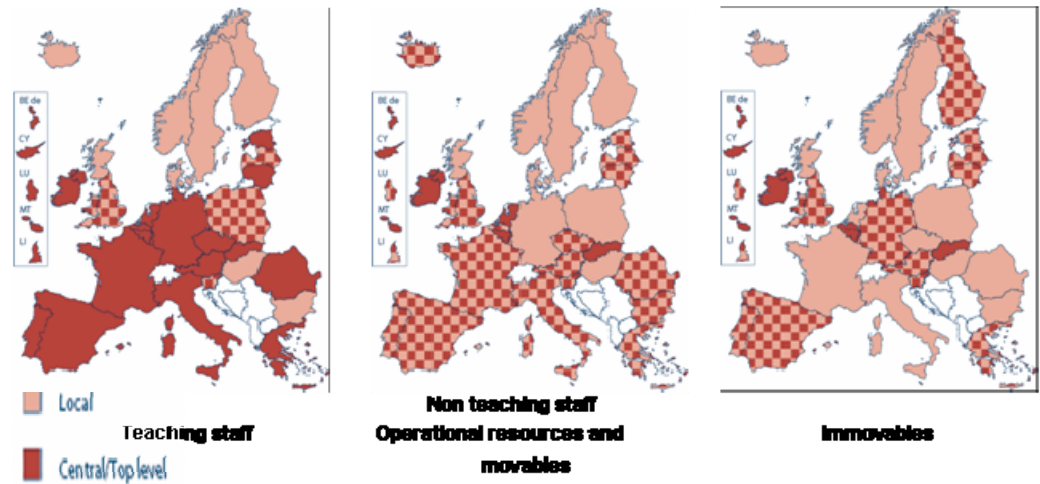 BE de
CY
LU
MT
LI
BE de
CY
LU
MT
LI
BE de
CY
LU
MT
LI
Local
Central/Top level
Teaching staff
Non teaching staff
Operational resources and
movables
Immovables